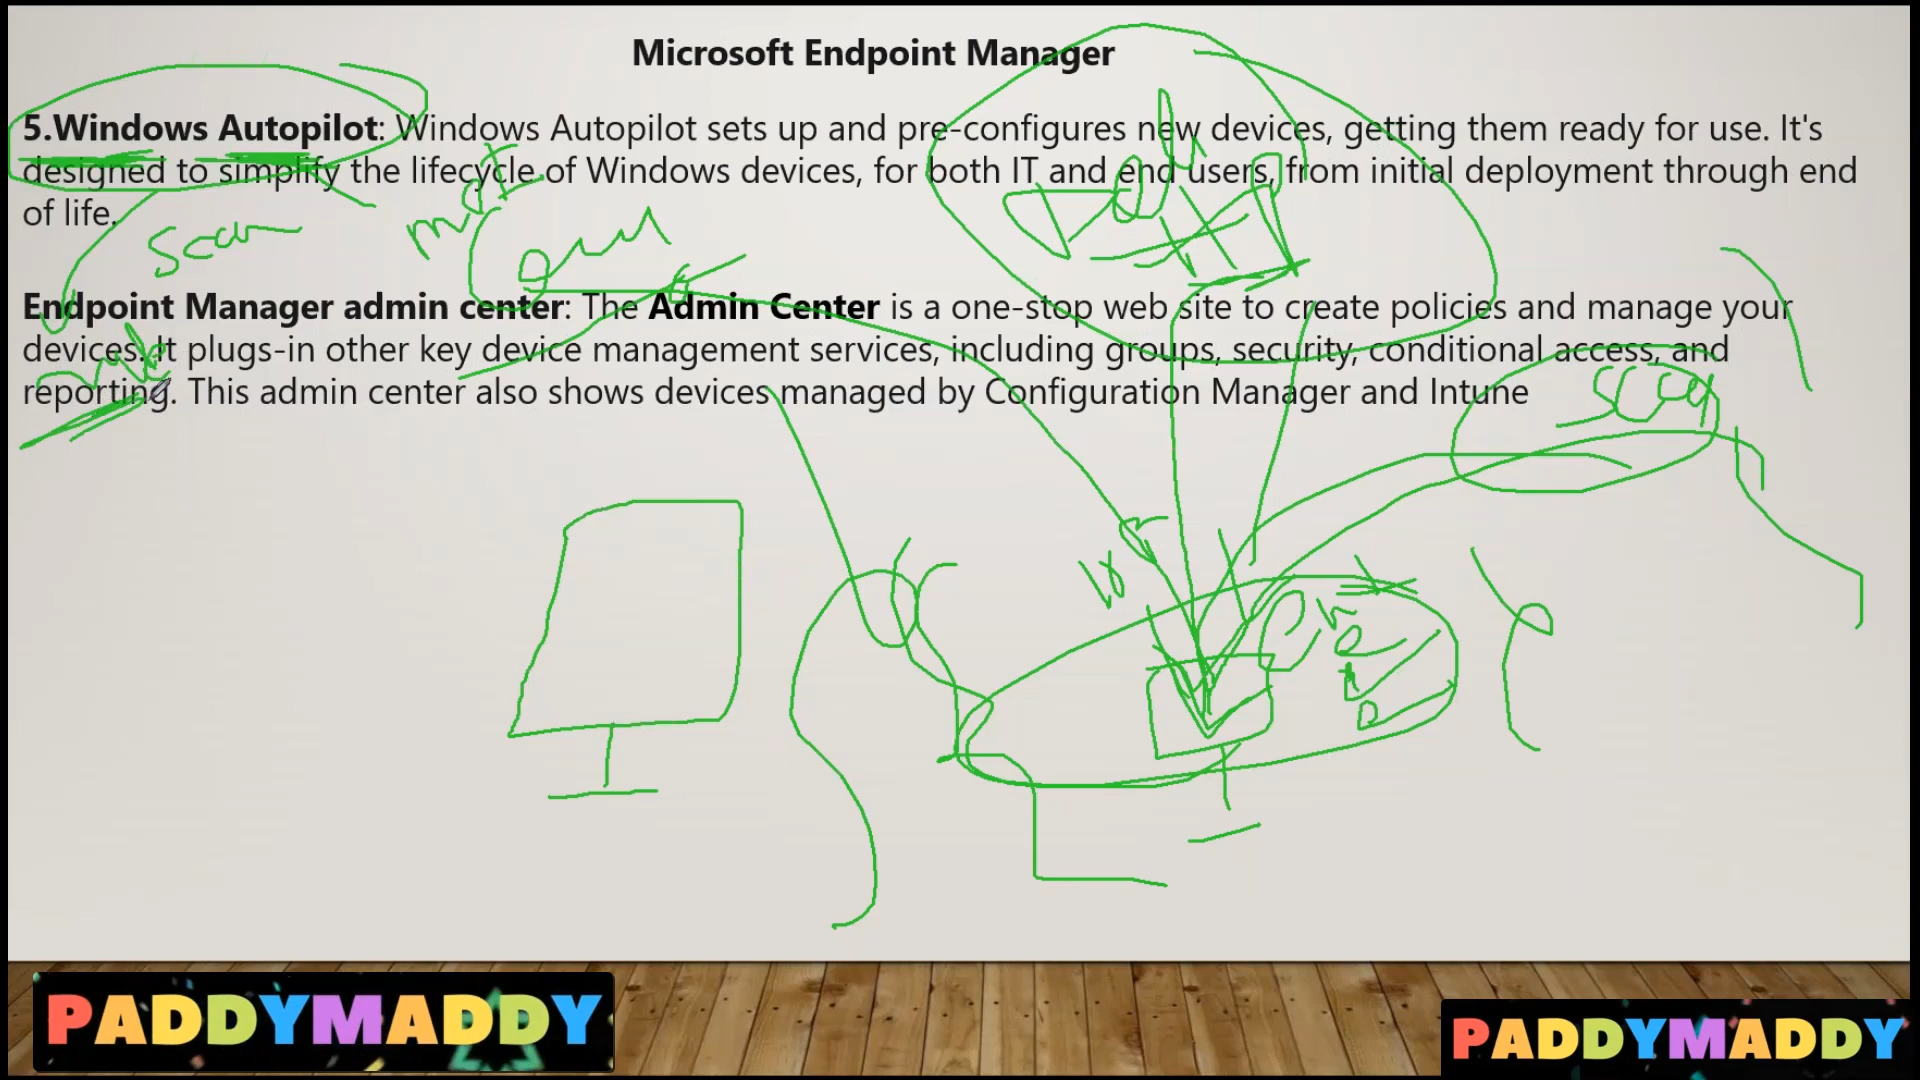 Microsoft Endpoint Manager
5.Windows Autopilot: Windows Autopilot sets up and pre-configures new devices, getting them ready for use. It's
designed to simplify the lifecycle of Windows devices, for both IT and end users, from initial deployment through end
of life.
Endpoint Manager admin center: The Admin Center is a one-stop web site to create policies and manage your
devices. It plugs-in other key device management services, including groups, security, conditional access, and
reporting. This admin center also shows devices managed by Configuration Manager and Intune
PADDYMADDY
PADDYMADDY